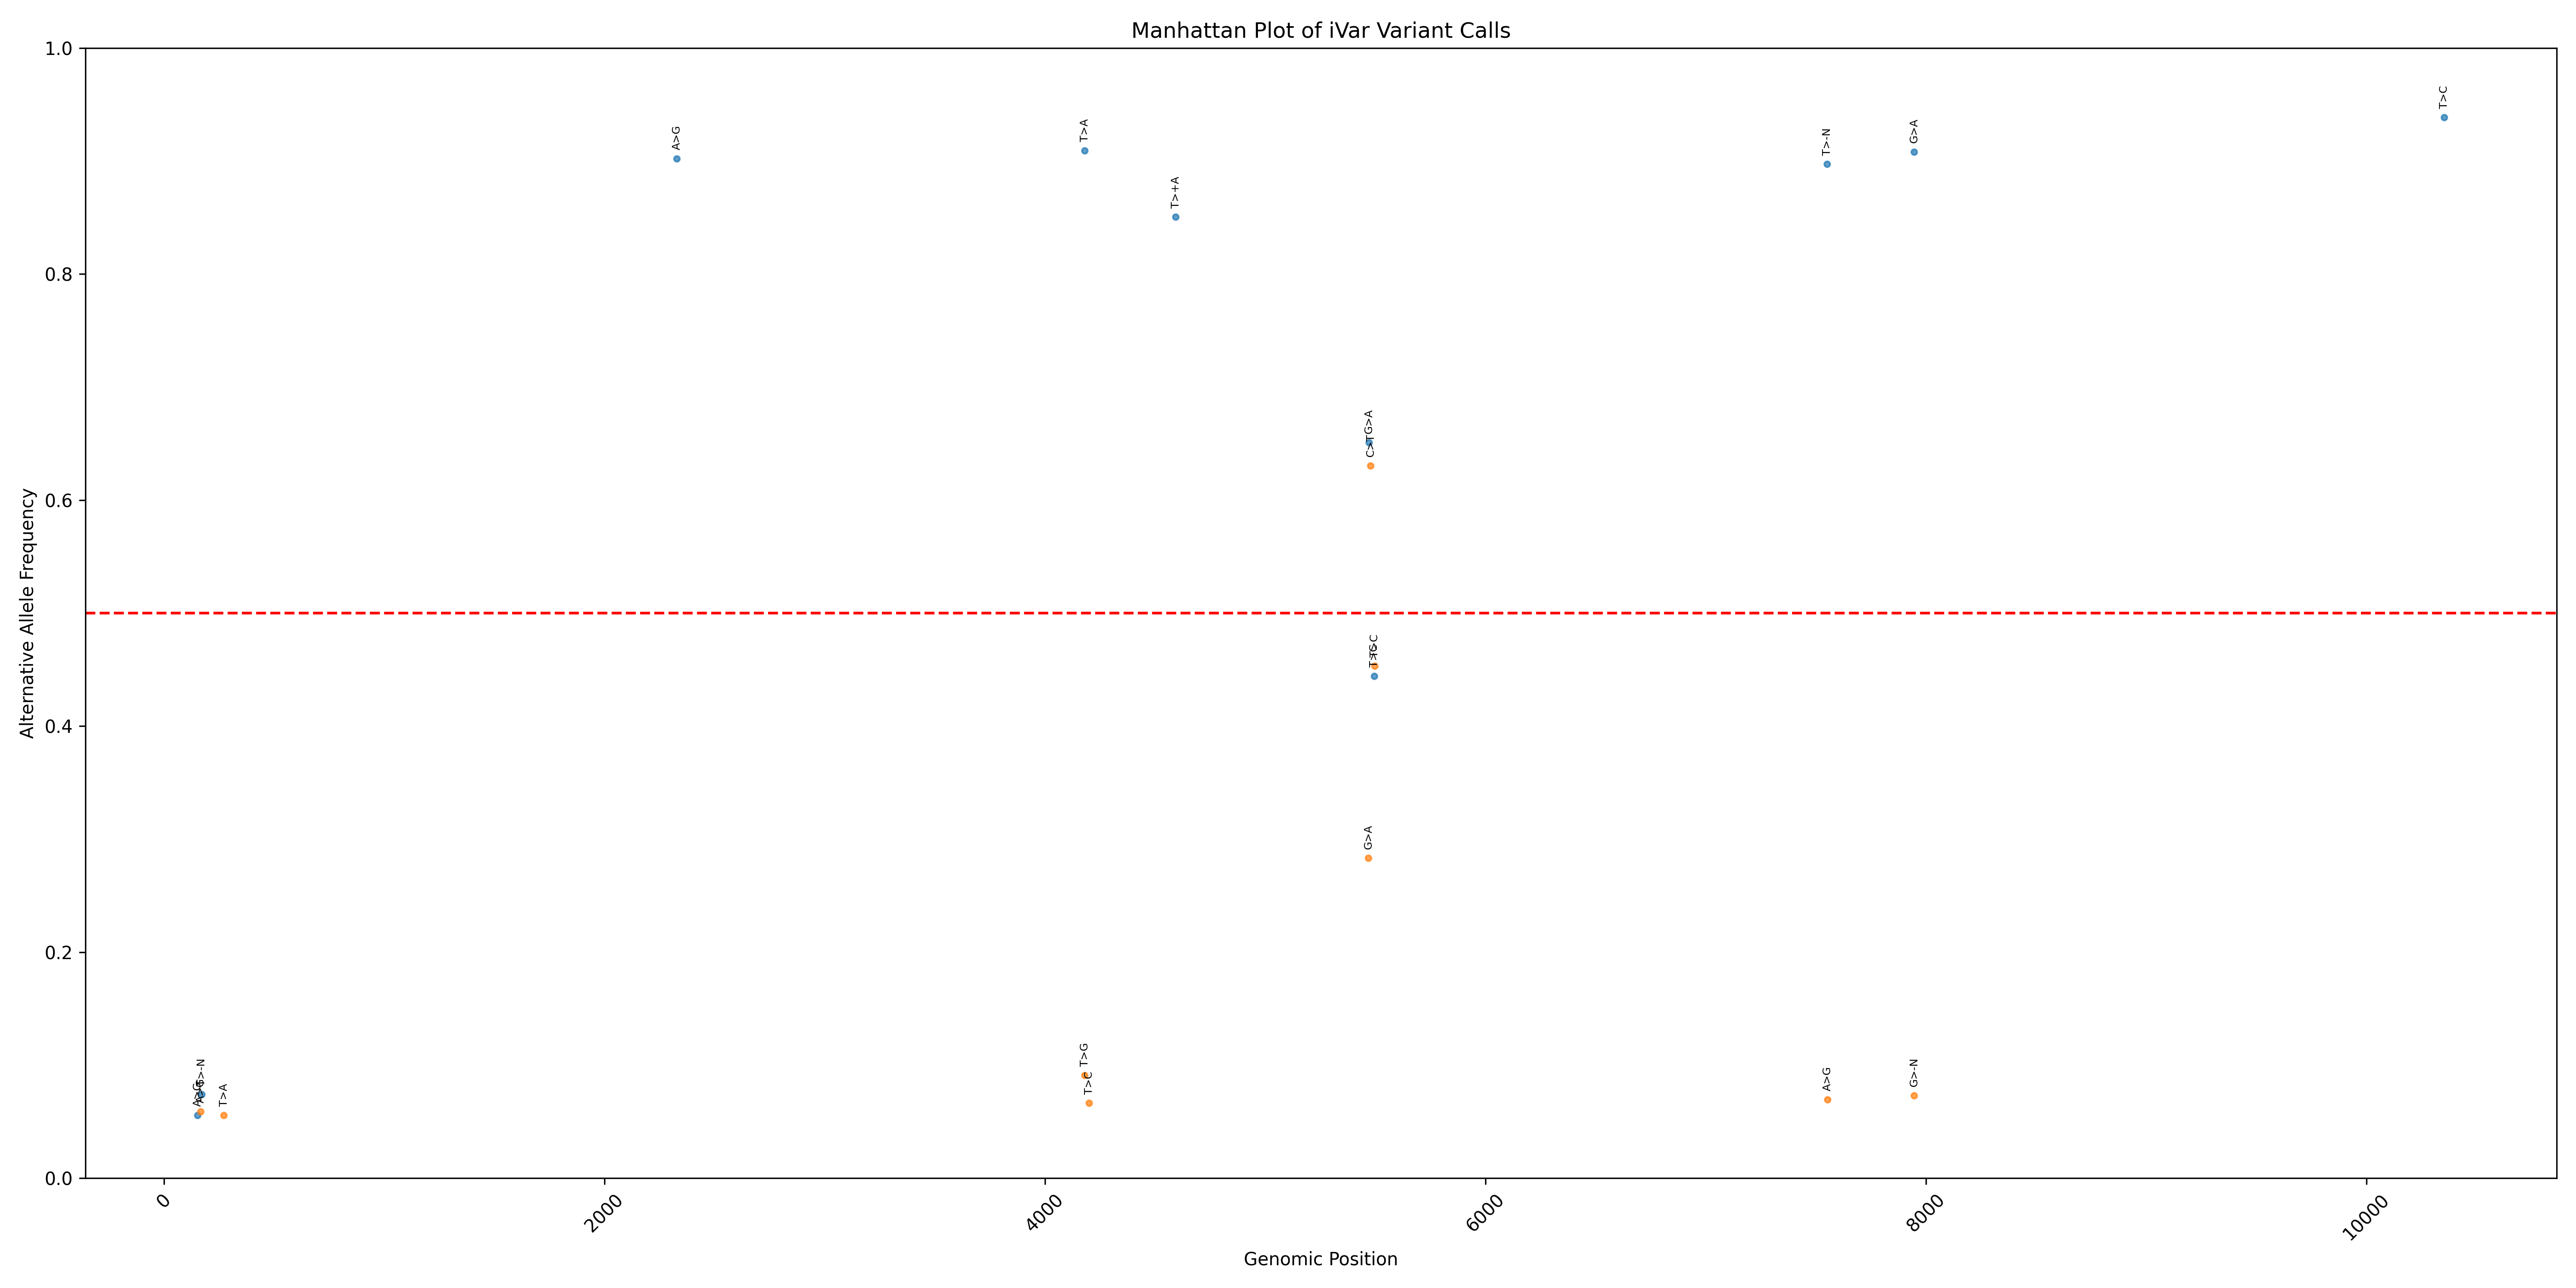 Manhattan Plot of iVar Variant Calls
Alternative Allele Frequency
1.0
0.8
0.6
0.4
0.2
0.0
T>C
A>G
T>A
T>-N
G>A
T>+A
G>A
C>T
G>A
T>G
T>C
G>-N
T>A
A>G
G>-N
0
2000
4000
6000
8000
10000
Genomic Position